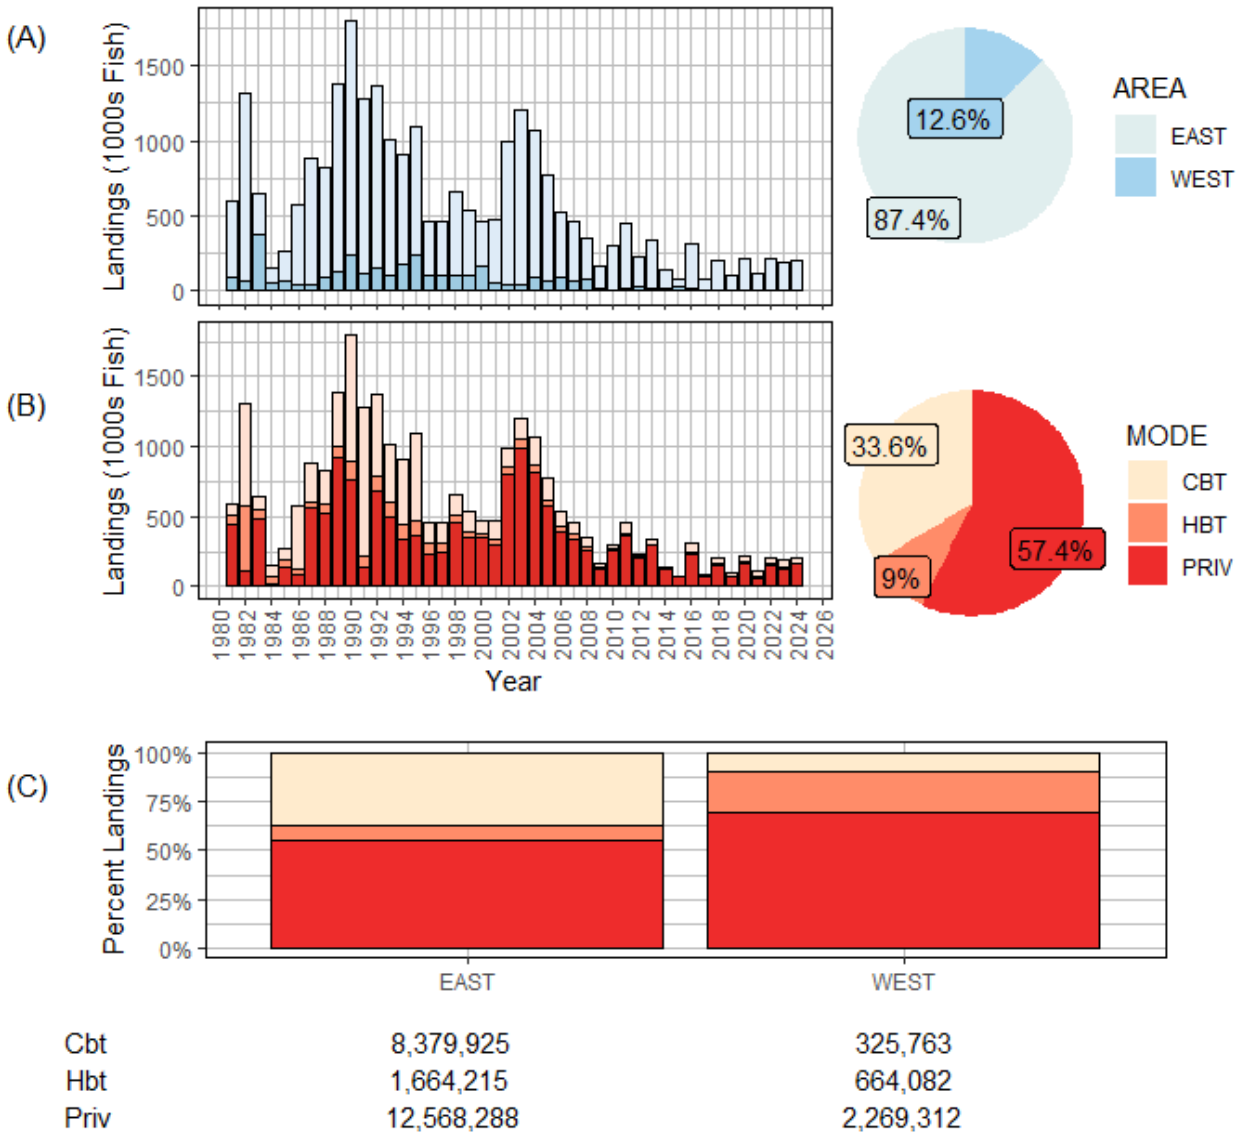 (A)
Landings (1000s Fish)
1500
1000
500
0
12.6%
87.4%
AREA
EAST
WEST
(B)
Landings (1000s Fish)
1500
1000
500
0
1980 1982 1984 1986 1988 1990 1992 1994 1996 1998 2000 2002 2004 2006 2008 2010 2012 2014 2016 2018 2020 2022 2024 2026
Year
33.6%
9%
57.4%
MODE
CBT
HBT
PRIV
(C)
Percent Landings
100%
75%
50%
25%
0%
EAST WEST
Cbt 8,379,925 325,763
Hbt 1,664,215 664,082
Priv 12,568,288 2,269,312